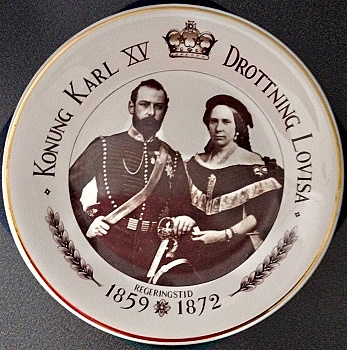 KONUNG KARL XV
DROTTNING LOVISA
REGERINGSTID
1859 1872